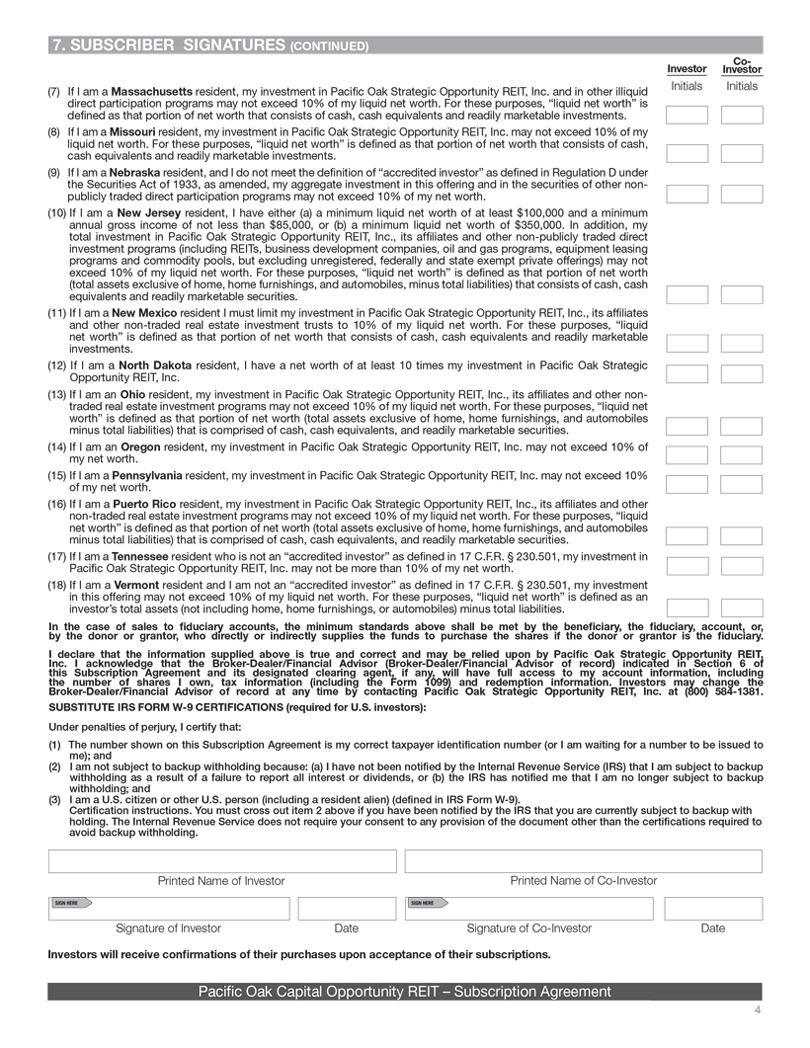 7. SUBSCRIBER SIGNATURES (CONTINUED)
Investor
Co-
Investor
Initials
Initials
(7) If I am a Massachusetts resident, my investment in Pacific Oak Strategic Opportunity REIT, Inc. and in other illiquid
direct participation programs may not exceed 10% of my liquid net worth. For these purposes, “liquid net worth” is
defined as that portion of net worth that consists of cash, cash equivalents and readily marketable investments.
(8) If I am a Missouri resident, my investment in Pacific Oak Strategic Opportunity REIT, Inc. may not exceed 10% of my
liquid net worth. For these purposes, “liquid net worth” is defined as that portion of net worth that consists of cash,
cash equivalents and readily marketable investments.
(9) If I am a Nebraska resident, and I do not meet the definition of “accredited investor” as defined in Regulation D under
the Securities Act of 1933, as amended, my aggregate investment in this offering and in the securities of other non-
publicly traded direct participation programs may not exceed 10% of my net worth.
(10) If I am a New Jersey resident, I have either (a) a minimum liquid net worth of at least $100,000 and a minimum
annual gross income of not less than $85,000, or (b) a minimum liquid net worth of $350,000. In addition, my
total investment in Pacific Oak Strategic Opportunity REIT, Inc., its affiliates and other non-publicly traded direct
investment programs (including REITs, business development companies, oil and gas programs, equipment leasing
programs and commodity pools, but excluding unregistered, federally and state exempt private offerings) may not
exceed 10% of my liquid net worth. For these purposes, “liquid net worth” is defined as that portion of net worth
(total assets exclusive of home, home furnishings, and automobiles, minus total liabilities) that consists of cash, cash
equivalents and readily marketable securities.
(11) If I am a New Mexico resident I must limit my investment in Pacific Oak Strategic Opportunity REIT, Inc., its affiliates
and other non-traded real estate investment trusts to 10% of my liquid net worth. For these purposes, “liquid
net worth” is defined as that portion of net worth that consists of cash, cash equivalents and readily marketable
investments.
(12) If I am a North Dakota resident, I have a net worth of at least 10 times my investment in Pacific Oak Strategic
Opportunity REIT, Inc.
(13) If I am an Ohio resident, my investment in Pacific Oak Strategic Opportunity REIT, Inc., its affiliates and other non-
traded real estate investment programs may not exceed 10% of my liquid net worth. For these purposes, “liquid net
worth” is defined as that portion of net worth (total assets exclusive of home, home furnishings, and automobiles
minus total liabilities) that is comprised of cash, cash equivalents, and readily marketable securities.
(14) If I am an Oregon resident, my investment in Pacific Oak Strategic Opportunity REIT, Inc. may not exceed 10% of
my net worth.
(15) If I am a Pennsylvania resident, my investment in Pacific Oak Strategic Opportunity REIT, Inc. may not exceed 10%
of my net worth.
(16) If I am a Puerto Rico resident, my investment in Pacific Oak Strategic Opportunity REIT, Inc., its affiliates and other
non-traded real estate investment programs may not exceed 10% of my liquid net worth. For these purposes, “liquid
net worth” is defined as that portion of net worth (total assets exclusive of home, home furnishings, and automobiles
minus total liabilities) that is comprised of cash, cash equivalents, and readily marketable securities.
(17) If I am a Tennessee resident who is not an “accredited investor” as defined in 17 C.F.R. § 230.501, my investment in
Pacific Oak Strategic Opportunity REIT, Inc. may not be more than 10% of my net worth.
(18) If I am a Vermont resident and I am not an “accredited investor” as defined in 17 C.F.R. § 230.501, my investment
in this offering may not exceed 10% of my liquid net worth. For these purposes, “liquid net worth” is defined as an
investor’s total assets (not including home, home furnishings, or automobiles) minus total liabilities.
In the case of sales to fiduciary accounts, the minimum standards above shall be met by the beneficiary, the fiduciary, account, or,
by the donor or grantor, who directly or indirectly supplies the funds to purchase the shares if the donor or grantor is the fiduciary.
I declare that the information supplied above is true and correct and may be relied upon by Pacific Oak Strategic Opportunity REIT,
Inc. I acknowledge that the Broker-Dealer/Financial Advisor (Broker-Dealer/Financial Advisor of record) indicated in Section 6 of
this Subscription Agreement and its designated clearing agent, if any, will have full access to my account information, including
the number of shares I own, tax information (including the Form 1099) and redemption information. Investors may change the
Broker-Dealer/Financial Advisor of record at any time by contacting Pacific Oak Strategic Opportunity REIT, Inc. at (800) 584-1381.
SUBSTITUTE IRS FORM W-9 CERTIFICATIONS (required for U.S. investors):
Under penalties of perjury, I certify that:
(1) The number shown on this Subscription Agreement is my correct taxpayer identification number (or I am waiting for a number to be issued to
me); and
(2) I am not subject to backup withholding because: (a) I have not been notified by the Internal Revenue Service (IRS) that I am subject to backup
withholding as a result of a failure to report all interest or dividends, or (b) the IRS has notified me that I am no longer subject to backup
withholding; and
(3) I am a U.S. citizen or other U.S. person (including a resident alien) (defined in IRS Form W-9).
Certification instructions. You must cross out item 2 above if you have been notified by the IRS that you are currently subject to backup with
holding. The Internal Revenue Service does not require your consent to any provision of the document other than the certifications required to
avoid backup withholding.
Printed Name of Investor
Printed Name of Co-Investor
SIGN HERE
SIGN HERE
Signature of Investor
Date
Signature of Co-Investor
Date
Investors will receive confirmations of their purchases upon acceptance of their subscriptions.
Pacific Oak Capital Opportunity REIT – Subscription Agreement
4